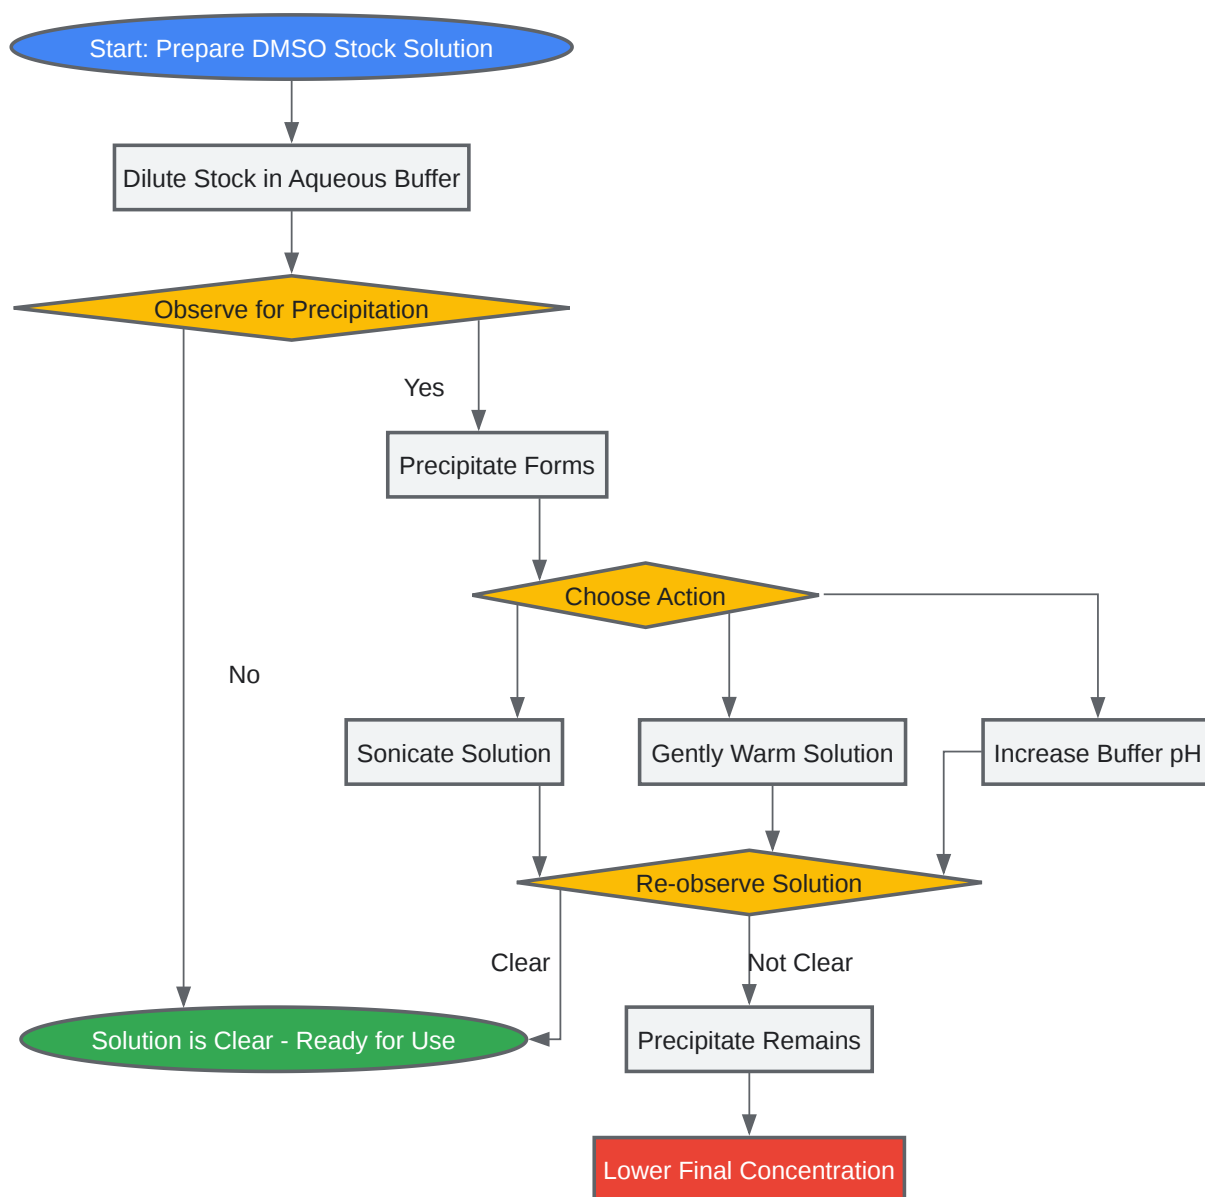 Start: Prepare DMSO Stock Solution
Dilute Stock in Aqueous Buffer
Observe for Precipitation
Yes
Precipitate Forms
Choose Action
No
Sonicate Solution
Gently Warm Solution
Increase Buffer pH
Re-observe Solution
Clear
Not Clear
Solution is Clear - Ready for Use
Precipitate Remains
Lower Final Concentration